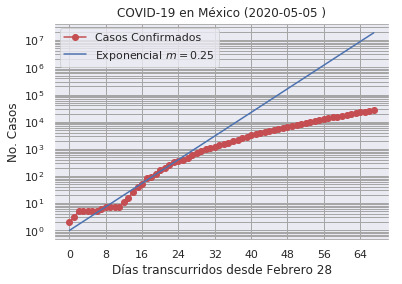 COVID-19 en México (2020-05-05 )
Casos Confirmados
Exponencial m = 0.25
No. Casos
10⁷
10⁶
10⁵
10⁴
10³
10²
10¹
10⁰
0 8 16 24 32 40 48 56 64
Días transcurridos desde Febrero 28